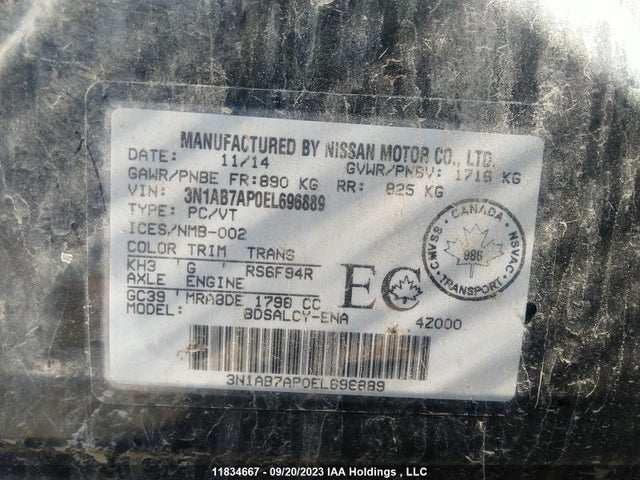 MANUFACTURED BY NISSAN MOTOR CO., LTD.
DATE: 11/14 GVWR/PNBV: 1716 KG
GAWR/PNBE FR: 890 KG RR: 825 KG
VIN: 3N1AB7AP0EL696889
TYPE: PC/VT
ICES/NMB-002
COLOR TRIM TRANS
KH3 G RS6F94R
AXLE ENGINE
GC39 MRA8DE 1798 CC
MODEL: BDSALCY-ENA 4Z000
EC
CANADA
CMVSS NSVAC
986
TRANSPORT
3N1AB7AP0EL696889
11834667 - 09/20/2023 IAA Holdings , LLC